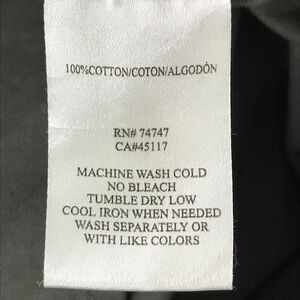 100%COTTON/COTON/ALGODÓN
RN# 74747
CA#45117
MACHINE WASH COLD
NO BLEACH
TUMBLE DRY LOW
COOL IRON WHEN NEEDED
WASH SEPARATELY OR
WITH LIKE COLORS